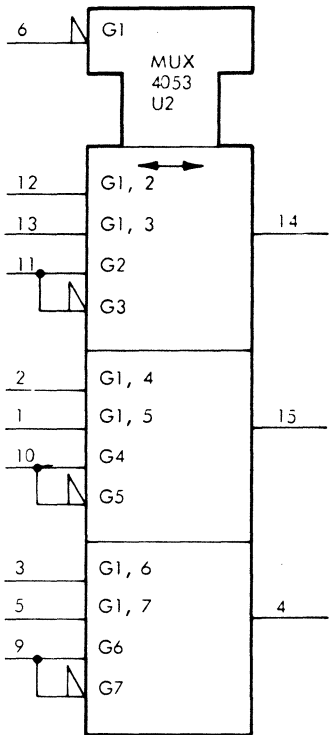 6 G1
MUX
4053
U2
12 G1, 2
13 G1, 3 14
11 G2
G3
2 G1, 4
1 G1, 5 15
10 G4
G5
3 G1, 6
5 G1, 7 4
9 G6
G7